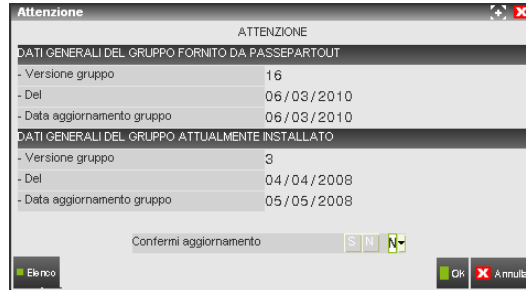 Attenzione
ATTENZIONE
DATI GENERALI DEL GRUPPO FORNITO DA PASSEPARTOUT
- Versione gruppo 16
- Del 06/03/2010
- Data aggiornamento gruppo 06/03/2010
DATI GENERALI DEL GRUPPO ATTUALMENTE INSTALLATO
- Versione gruppo 3
- Del 04/04/2008
- Data aggiornamento gruppo 05/05/2008
Confermi aggiornamento S N N
Elenco Ok Annulla